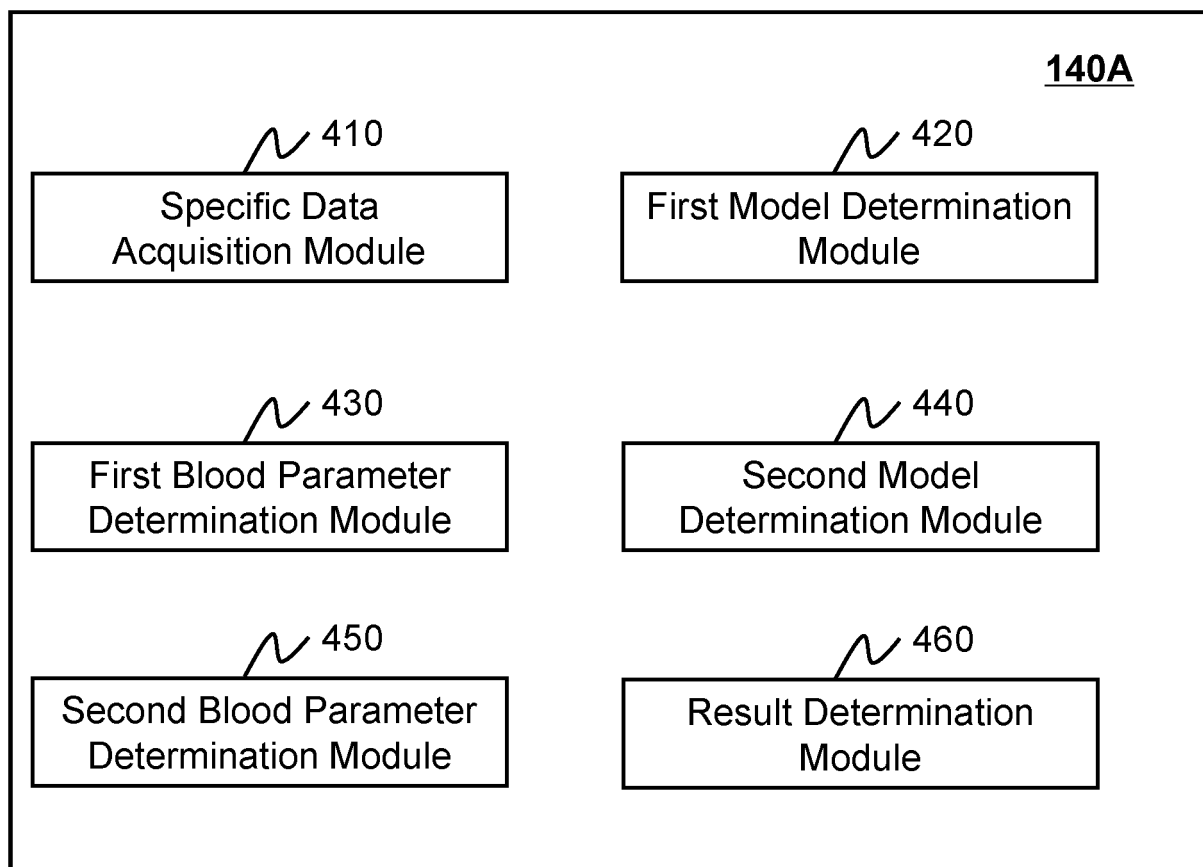 140A
410
Specific Data
Acquisition Module
420
First Model Determination
Module
430
First Blood Parameter
Determination Module
440
Second Model
Determination Module
450
Second Blood Parameter
Determination Module
460
Result Determination
Module